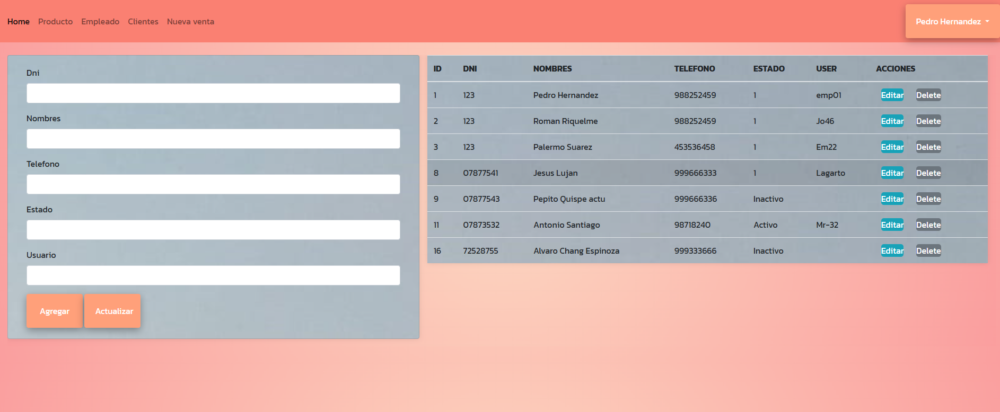 Home Producto Empleado Clientes Nueva venta Pedro Hernandez
Dni
Nombres
Telefono
Estado
Usuario
Agregar Actualizar
ID DNI NOMBRES TELEFONO ESTADO USER ACCIONES
1 123 Pedro Hernandez 988252459 1 emp01 Editar Delete
2 123 Roman Riquelme 988252459 1 Jo46 Editar Delete
3 123 Palermo Suarez 453536458 1 Em22 Editar Delete
8 07877541 Jesus Lujan 999666333 1 Lagarto Editar Delete
9 07877543 Pepito Quispe actu 999666336 Inactivo Editar Delete
11 07873532 Antonio Santiago 98718240 Activo Mr-32 Editar Delete
16 72528755 Alvaro Chang Espinoza 999333666 Inactivo Editar Delete